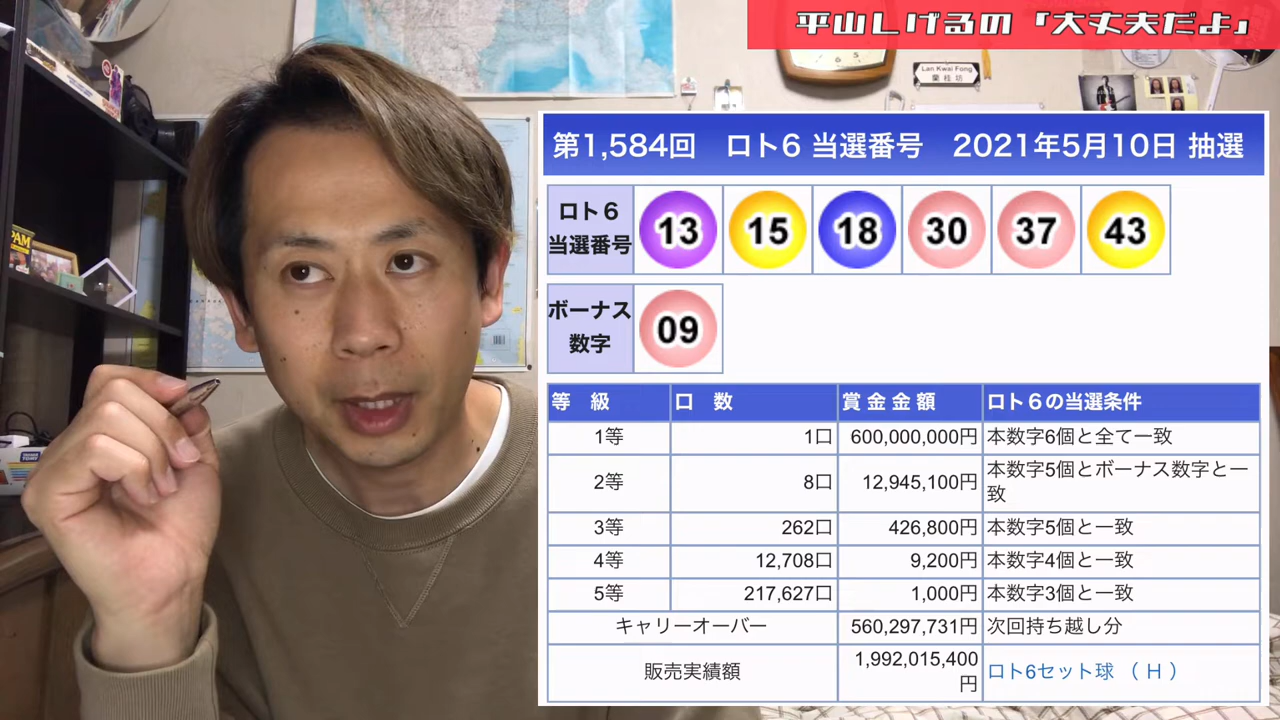 平山しげるの「大丈夫だよ」
Lan Kwai Fong
蘭桂坊
第1,584回 ロト6 当選番号 2021年5月10日 抽選
ロト6
当選番号
13 15 18 30 37 43
ボーナス
数字
09
等 級 口 数 賞金金額 ロト6の当選条件
1等 1口 600,000,000円 本数字6個と全て一致
2等 8口 12,945,100円 本数字5個とボーナス数字と一
致
3等 262口 426,800円 本数字5個と一致
4等 12,708口 9,200円 本数字4個と一致
5等 217,627口 1,000円 本数字3個と一致
キャリーオーバー 560,297,731円 次回持ち越し分
販売実績額 1,992,015,400
円 ロト6セット球 （ H ）